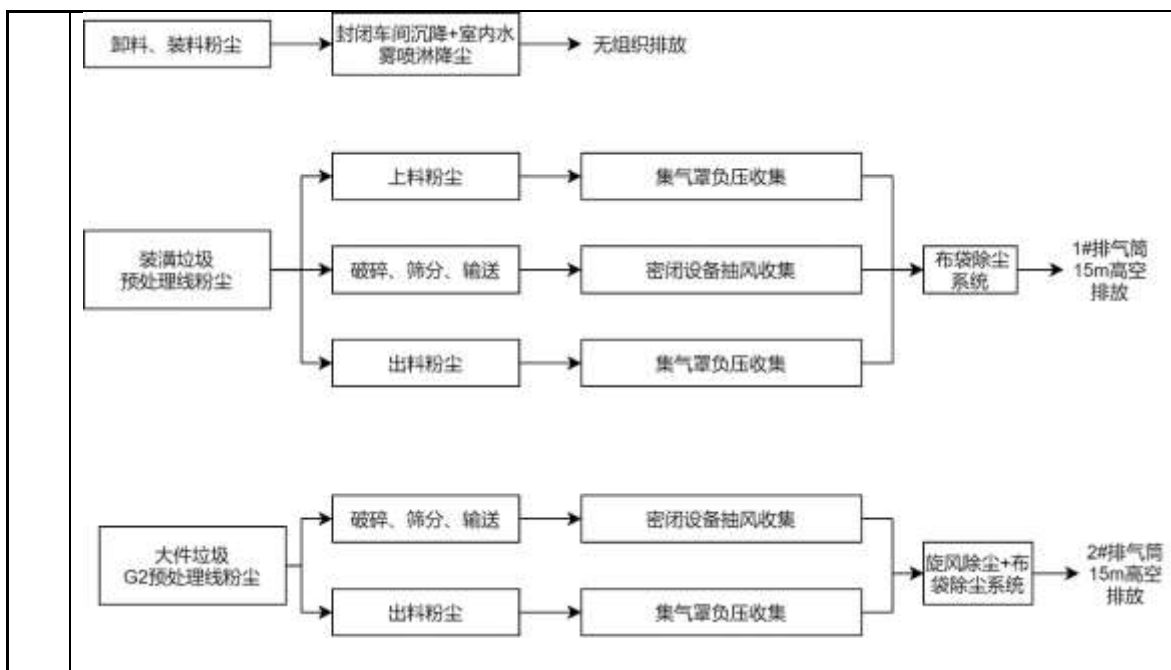 卸料、装料粉尘
封闭车间沉降+室内水
雾喷淋降尘
无组织排放
上料粉尘
集气罩负压收集
装潢垃圾
预处理线粉尘
破碎、筛分、输送
密闭设备抽风收集
布袋除尘
系统
1#排气筒
15m高空
排放
出料粉尘
集气罩负压收集
大件垃圾
G2预处理线粉尘
破碎、筛分、输送
密闭设备抽风收集
旋风除尘+布
袋除尘系统
2#排气筒
15m高空
排放
出料粉尘
集气罩负压收集